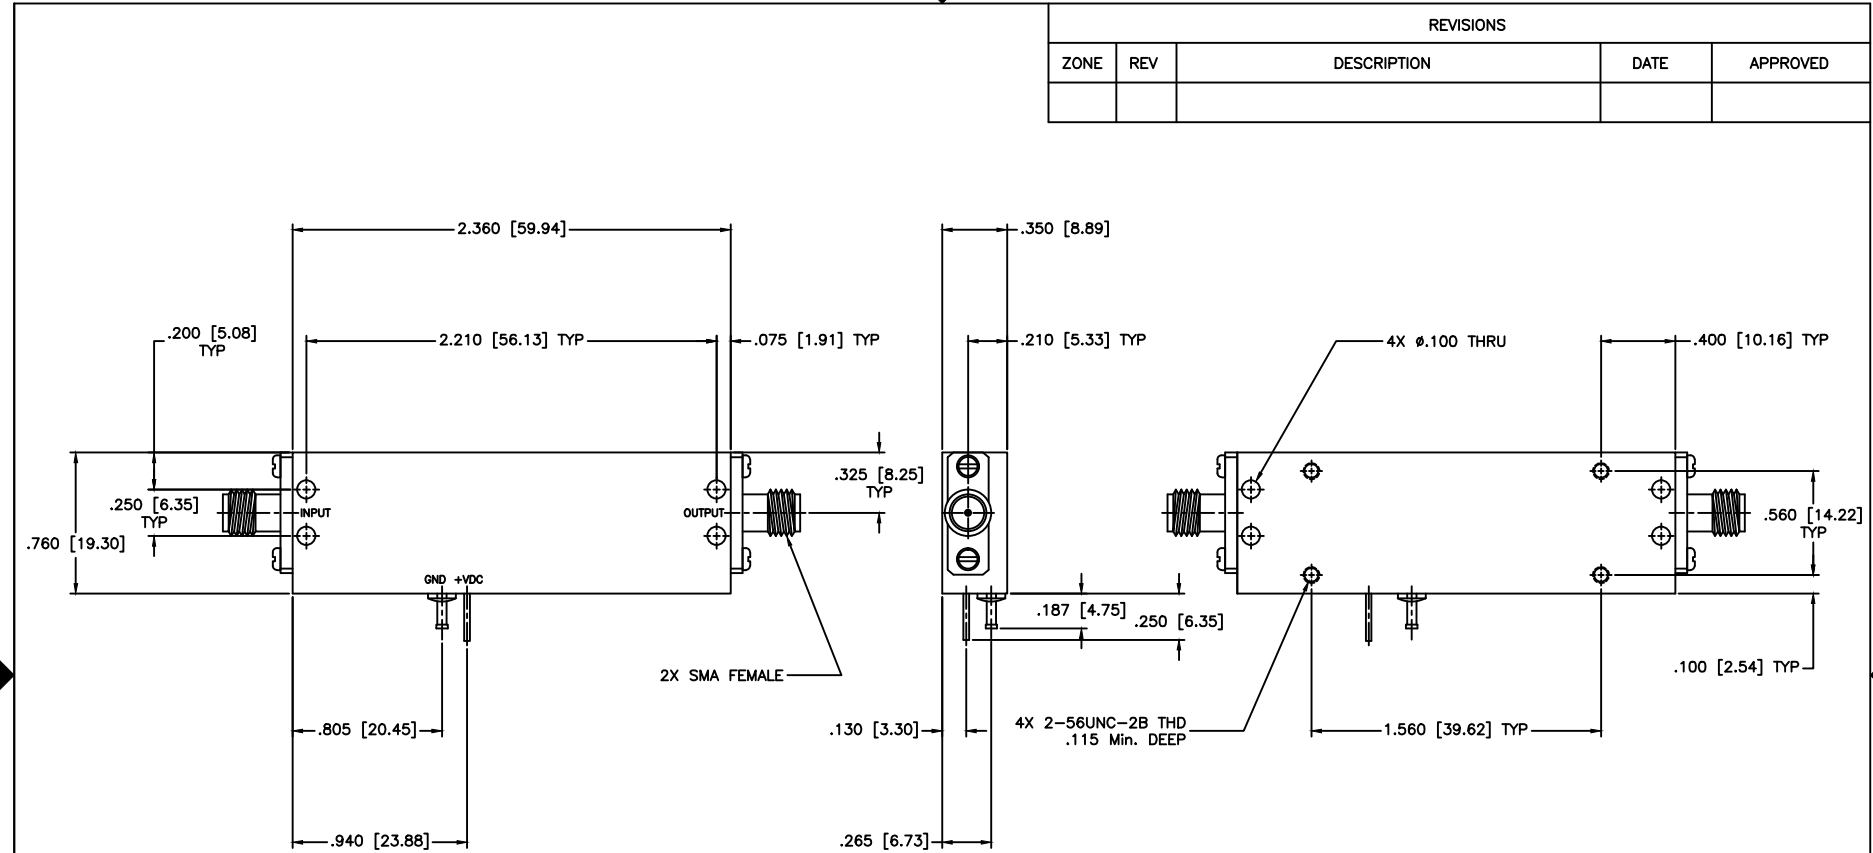 REVISIONS
ZONE REV DESCRIPTION DATE APPROVED
2.360 [59.94]
.350 [8.89]
.200 [5.08]
TYP
2.210 [56.13] TYP
.075 [1.91] TYP
.210 [5.33] TYP
4X ø.100 THRU
.400 [10.16] TYP
.325 [8.25]
TYP
.250 [6.35]
TYP
INPUT
OUTPUT
.560 [14.22]
TYP
.760 [19.30]
GND +VDC
.187 [4.75]
.250 [6.35]
2X SMA FEMALE
.100 [2.54] TYP
.805 [20.45]
.130 [3.30]
4X 2-56UNC-2B THD
.115 Min. DEEP
1.560 [39.62] TYP
.940 [23.88]
.265 [6.73]